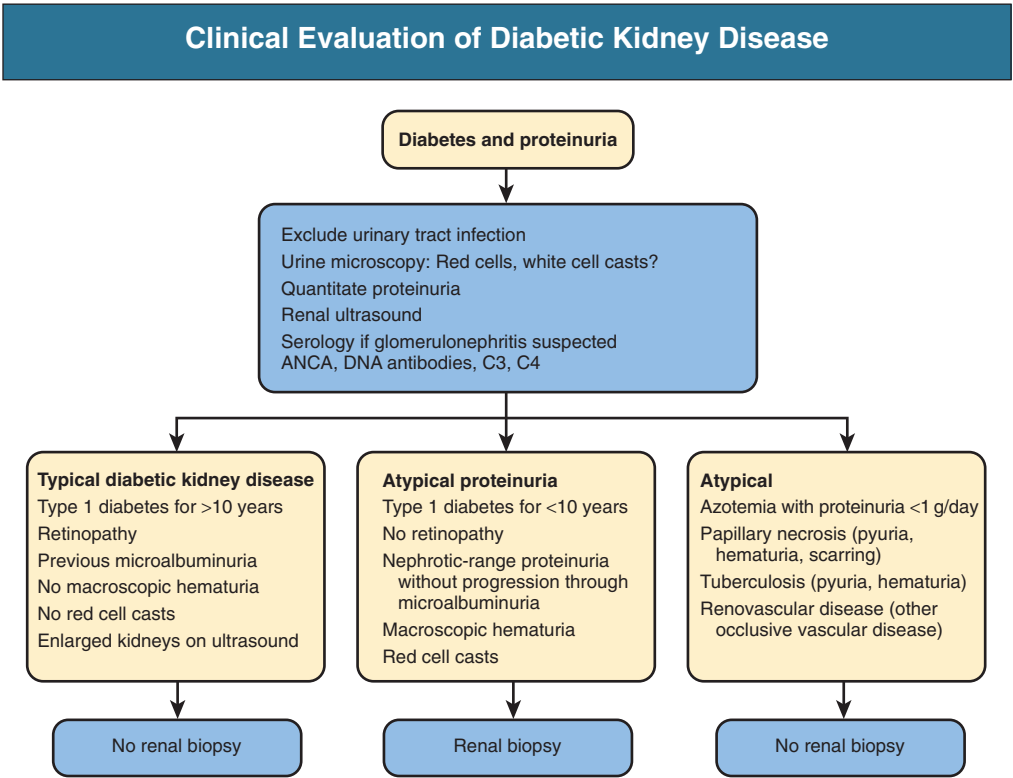 Clinical Evaluation of Diabetic Kidney Disease
Diabetes and proteinuria
Exclude urinary tract infection
Urine microscopy: Red cells, white cell casts?
Quantitate proteinuria
Renal ultrasound
Serology if glomerulonephritis suspected
ANCA, DNA antibodies, C3, C4
Typical diabetic kidney disease
Type 1 diabetes for >10 years
Retinopathy
Previous microalbuminuria
No macroscopic hematuria
No red cell casts
Enlarged kidneys on ultrasound
No renal biopsy
Atypical proteinuria
Type 1 diabetes for <10 years
No retinopathy
Nephrotic-range proteinuria
without progression through
microalbuminuria
Macroscopic hematuria
Red cell casts
Renal biopsy
Atypical
Azotemia with proteinuria <1 g/day
Papillary necrosis (pyuria,
hematuria, scarring)
Tuberculosis (pyuria, hematuria)
Renovascular disease (other
occlusive vascular disease)
No renal biopsy